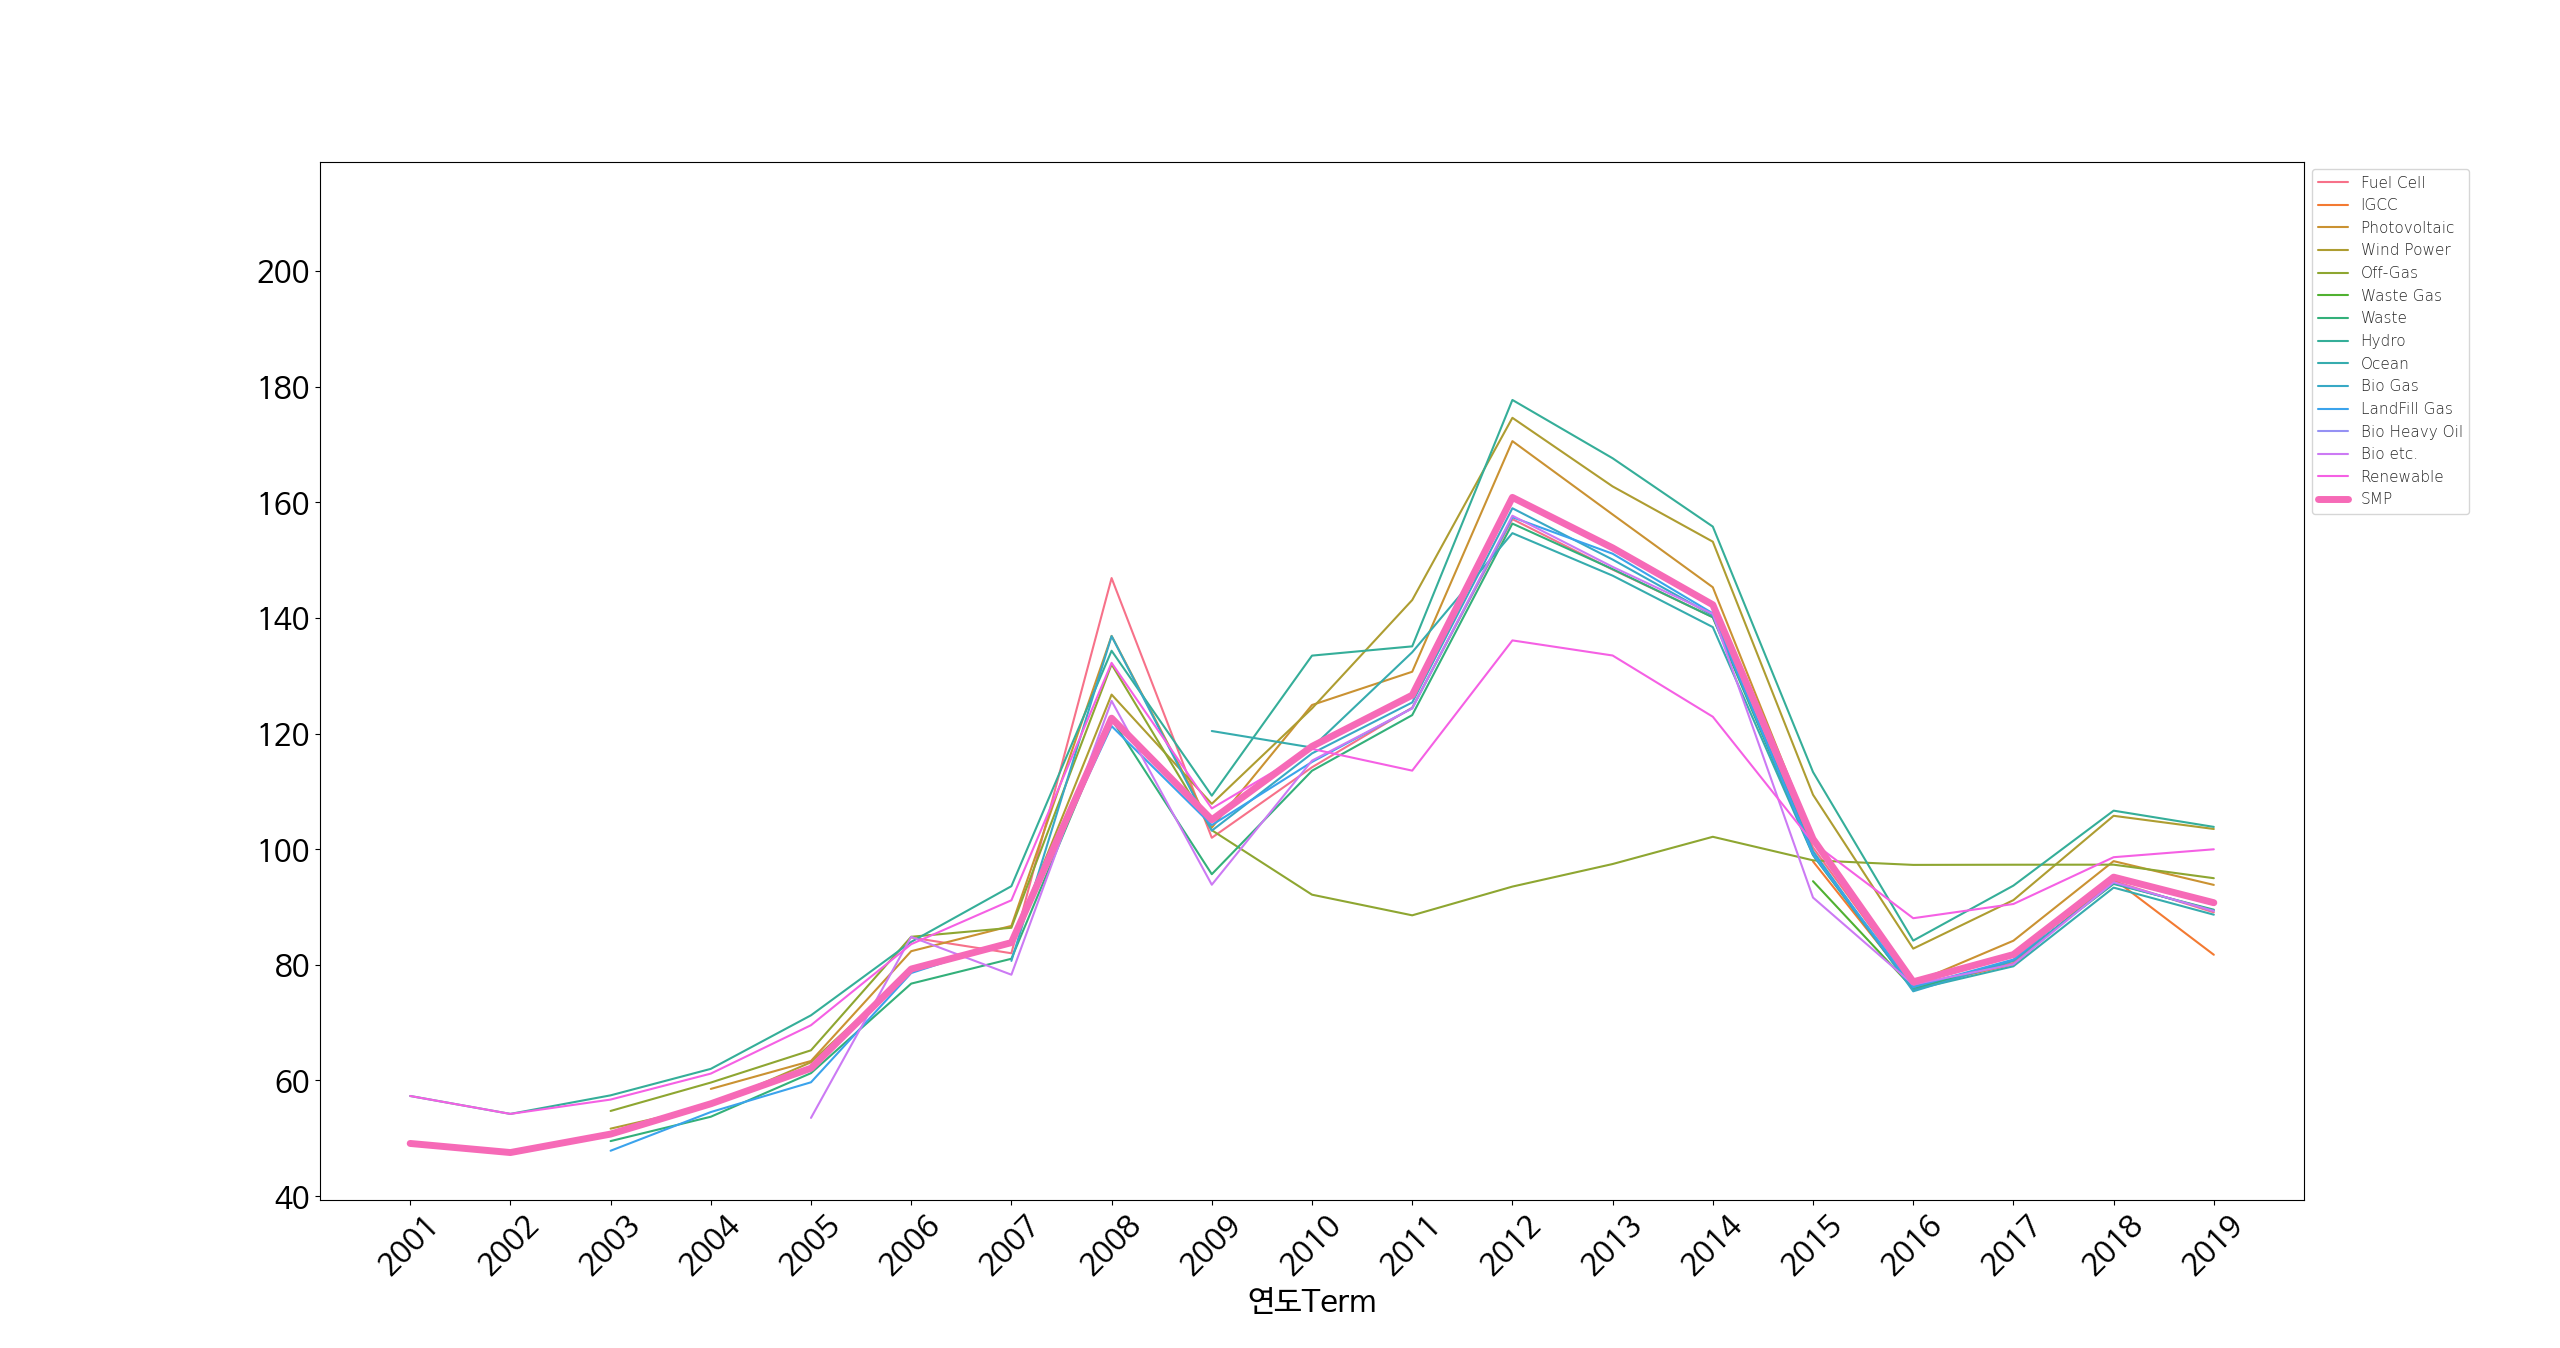 200
180
160
140
120
100
80
60
40
2001
2002
2003
2004
2005
2006
2007
2008
2009
2010
2011
2012
2013
2014
2015
2016
2017
2018
2019
연도Term
Fuel Cell
IGCC
Photovoltaic
Wind Power
Off-Gas
Waste Gas
Waste
Hydro
Ocean
Bio Gas
LandFill Gas
Bio Heavy Oil
Bio etc.
Renewable
SMP